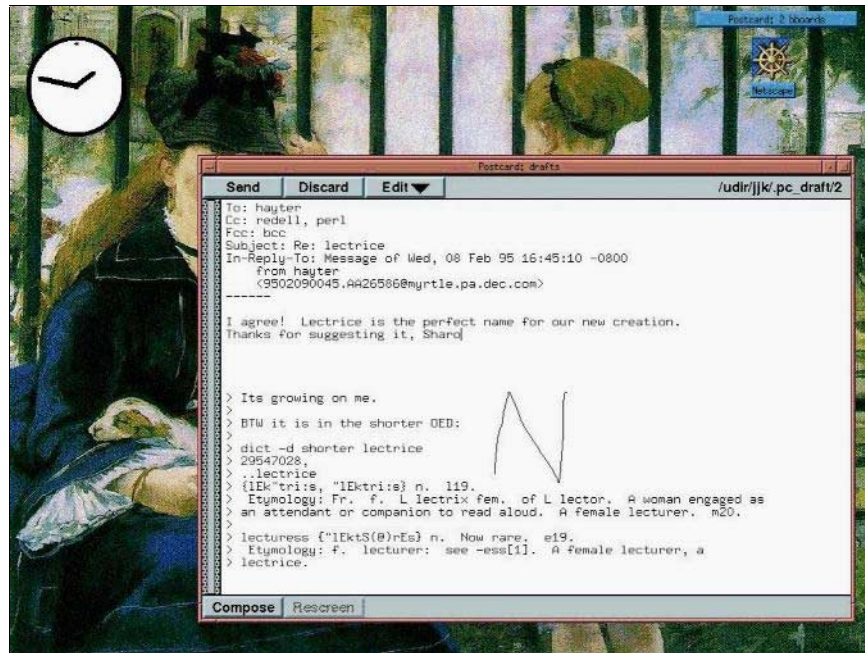 Postcard: 2 bboards
Netscape
Postcard: drafts
Send Discard Edit /udir/jjk/.pc_draft/2
To: hayter
Cc: redell, perl
Fcc: bcc
Subject: Re: lectrice
In-Reply-To: Message of Wed, 08 Feb 95 16:45:10 -0800
from hayter
<9502090045.AA26586@myrtle.pa.dec.com>
------
I agree! Lectrice is the perfect name for our new creation.
Thanks for suggesting it, Sharo
> Its growing on me.
>
> BTW it is in the shorter OED:
>
> dict -d shorter lectrice
> 29547028,
> ..lectrice
> {lEk"tri:s, "lEktri:s} n. l19.
> Etymology: Fr. f. L lectrix fem. of L lector. A woman engaged as
> an attendant or companion to read aloud. A female lecturer. m20.
>
> lecturess {"lEktS(@)rEs} n. Now rare. e19.
> Etymology: f. lecturer: see -ess[1]. A female lecturer, a
> lectrice.
N
Compose Rescreen